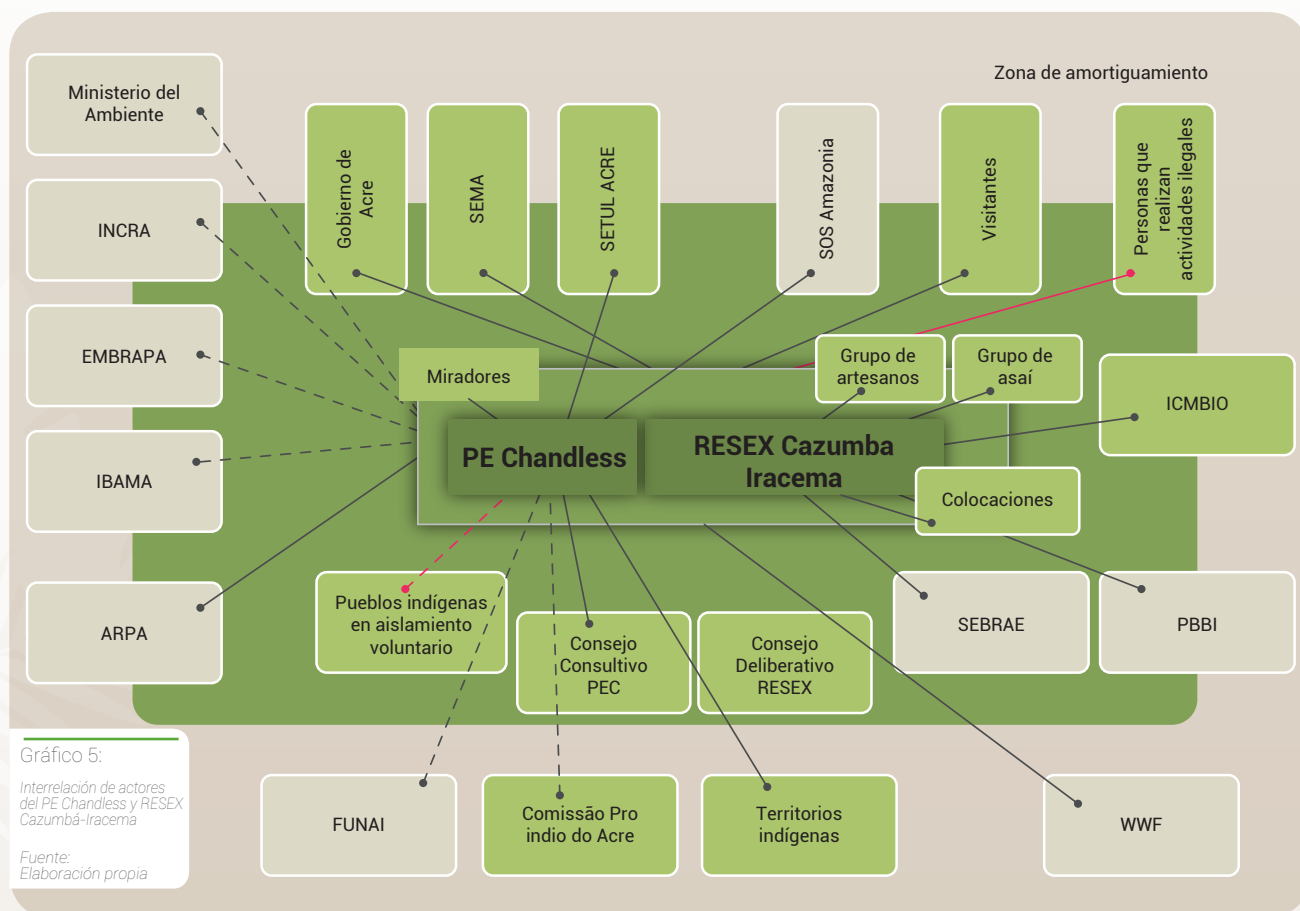 Zona de amortiguamiento
Ministerio del
Ambiente
INCRA
EMBRAPA
IBAMA
ARPA
Gobierno de
Acre
SEMA
SETUL ACRE
SOS Amazonia
Visitantes
Personas que
realizan
actividades ilegales
Miradores
Grupo de
artesanos
Grupo de
asaí
ICMBIO
PE Chandless
RESEX Cazumba
Iracema
Colocaciones
Pueblos indígenas
en aislamiento
voluntario
Consejo
Consultivo
PEC
Consejo
Deliberativo
RESEX
SEBRAE
PBBI
FUNAI
Comissão Pro
indio do Acre
Territorios
indígenas
WWF
Gráfico 5:
Interrelación de actores
del PE Chandless y RESEX
Cazumbá-Iracema
Fuente:
Elaboración propia